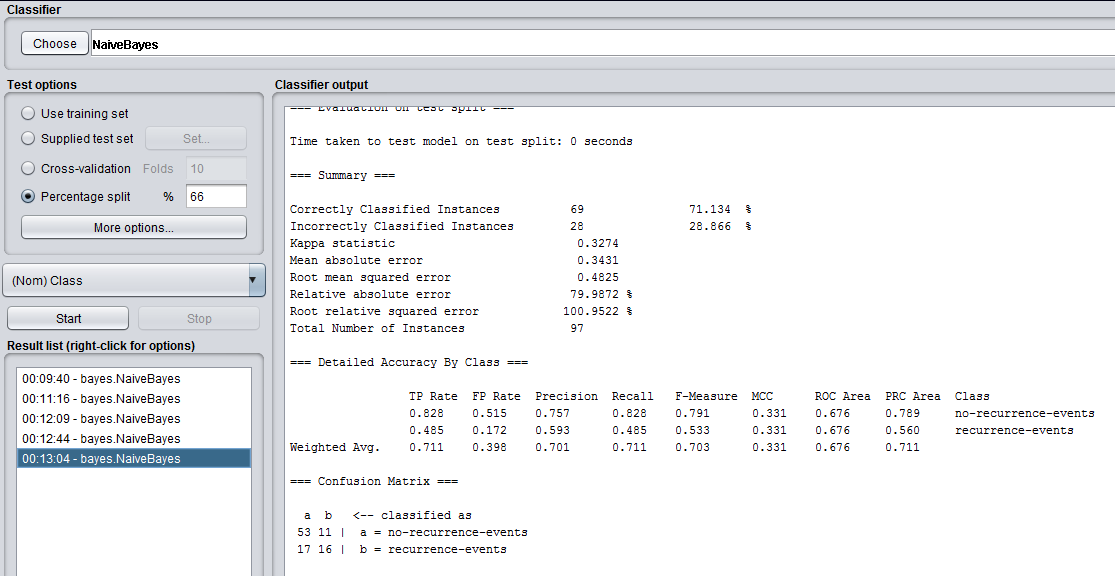 Classifier
Choose NaiveBayes
Test options
Use training set
Supplied test set Set...
Cross-validation Folds 10
Percentage split % 66
More options...
(Nom) Class
Start Stop
Result list (right-click for options)
00:09:40 - bayes.NaiveBayes
00:11:16 - bayes.NaiveBayes
00:12:09 - bayes.NaiveBayes
00:12:44 - bayes.NaiveBayes
00:13:04 - bayes.NaiveBayes
Classifier output
=== Evaluation on test split ===
Time taken to test model on test split: 0 seconds
=== Summary ===
Correctly Classified Instances 69 71.134 %
Incorrectly Classified Instances 28 28.866 %
Kappa statistic 0.3274
Mean absolute error 0.3431
Root mean squared error 0.4825
Relative absolute error 79.9872 %
Root relative squared error 100.9522 %
Total Number of Instances 97
=== Detailed Accuracy By Class ===
TP Rate FP Rate Precision Recall F-Measure MCC ROC Area PRC Area Class
0.828 0.515 0.757 0.828 0.791 0.331 0.676 0.789 no-recurrence-events
0.485 0.172 0.593 0.485 0.533 0.331 0.676 0.560 recurrence-events
Weighted Avg. 0.711 0.398 0.701 0.711 0.703 0.331 0.676 0.711
=== Confusion Matrix ===
a b <-- classified as
53 11 | a = no-recurrence-events
17 16 | b = recurrence-events